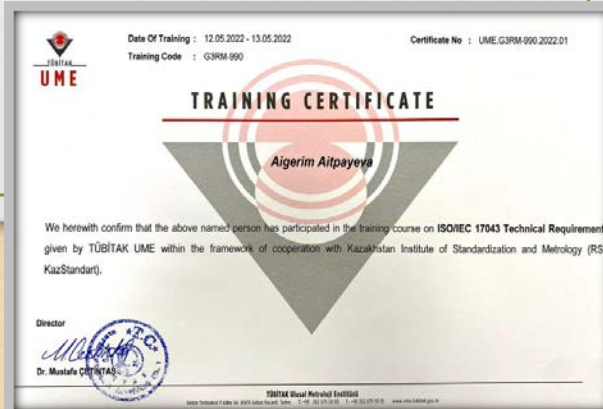 Date Of Training : 12.05.2022 - 13.05.2022
Certificate No : UME.G3RM-990.2022.01
Training Code : G3RM-990
TÜBİTAK
UME
TRAINING CERTIFICATE
Aigerim Aitpayeva
We herewith confirm that the above named person has participated in the training course on ISO/IEC 17043 Technical Requirement
given by TÜBİTAK UME within the framework of cooperation with Kazakhstan Institute of Standardization and Metrology (RS
KazStandart).
Director
Dr. Mustafa ÇETİNTAŞ
T.C.
TÜBİTAK Ulusal Metroloji Enstitüsü